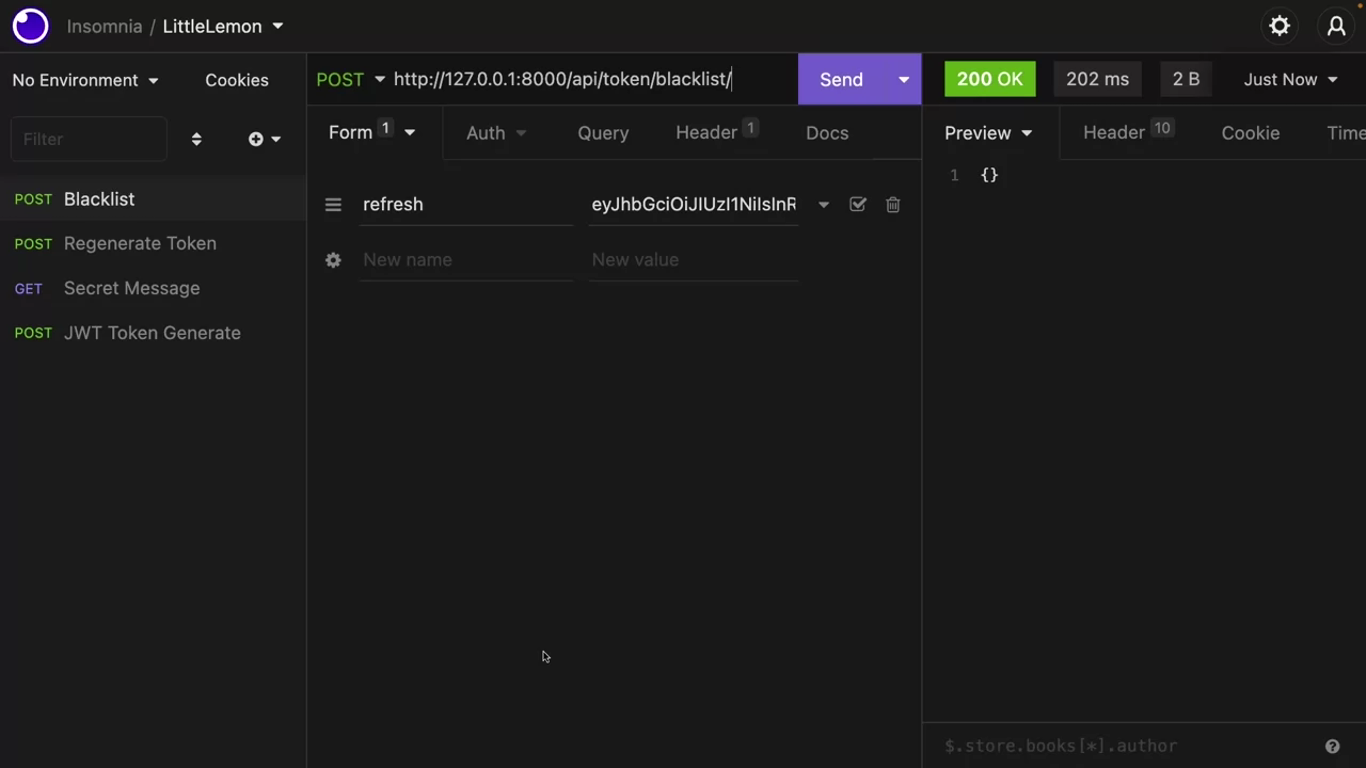 Insomnia / LittleLemon
No Environment
Cookies
POST
http://127.0.0.1:8000/api/token/blacklist/
Send
200 OK
202 ms
2 B
Just Now
Filter
Form 1
Auth
Query
Header 1
Docs
Preview
Header 10
Cookie
Time
POST Blacklist
POST Regenerate Token
GET Secret Message
POST JWT Token Generate
refresh
eyJhbGciOiJIUzI1NiIsInR
New name
New value
1 {}
$.store.books[*].author